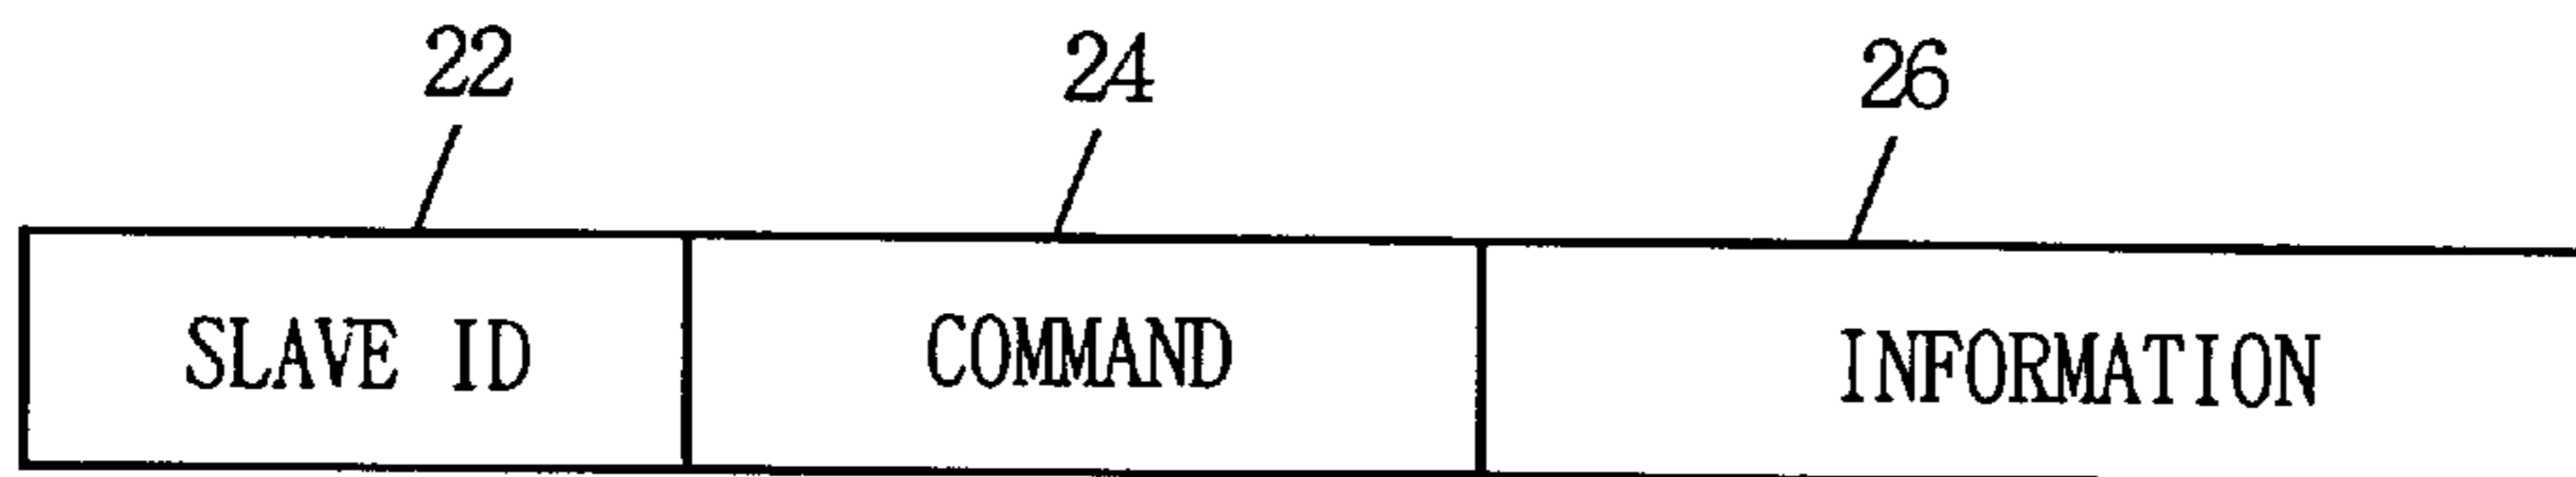 22 24 26
SLAVE ID COMMAND INFORMATION